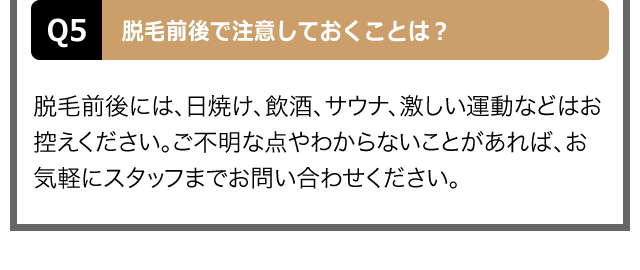 Q5 脱毛前後で注意しておくことは？
脱毛前後には、日焼け、飲酒、サウナ、激しい運動などはお
控えください。ご不明な点やわからないことがあれば、お
気軽にスタッフまでお問い合わせください。